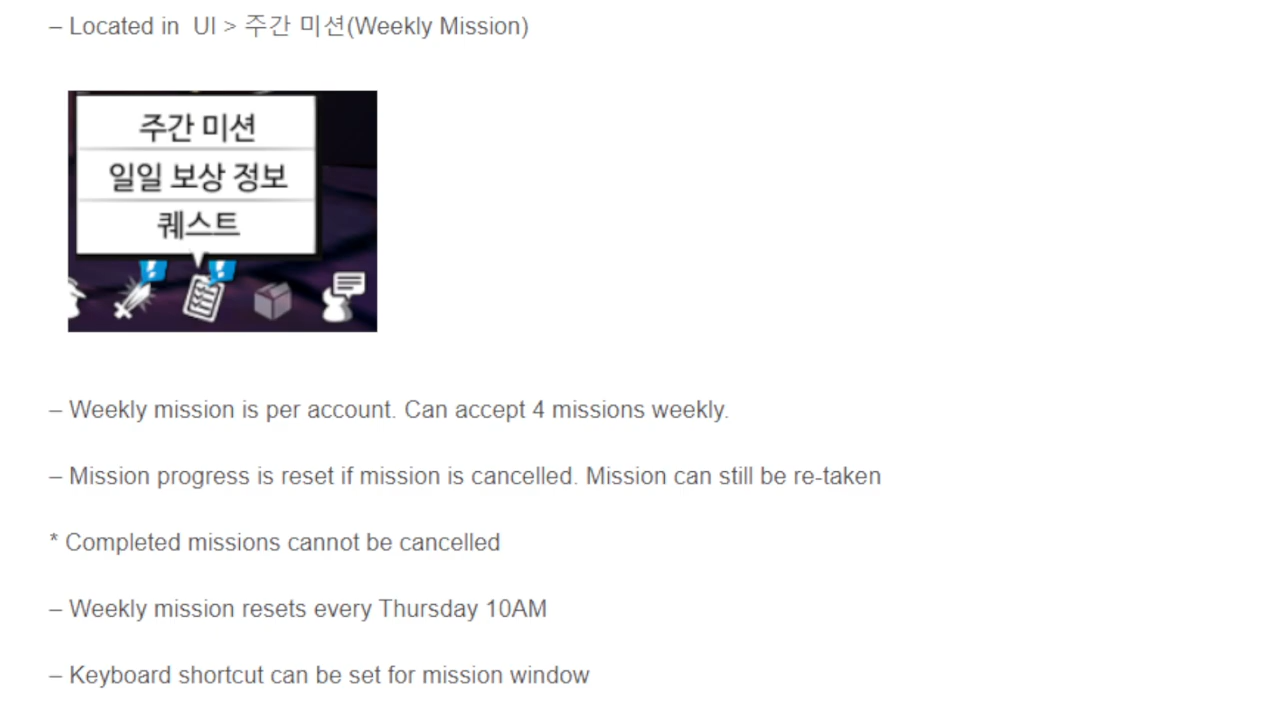 – Located in UI > 주간 미션(Weekly Mission)
주간 미션
일일 보상 정보
퀘스트
– Weekly mission is per account. Can accept 4 missions weekly.
– Mission progress is reset if mission is cancelled. Mission can still be re-taken
* Completed missions cannot be cancelled
– Weekly mission resets every Thursday 10AM
– Keyboard shortcut can be set for mission window